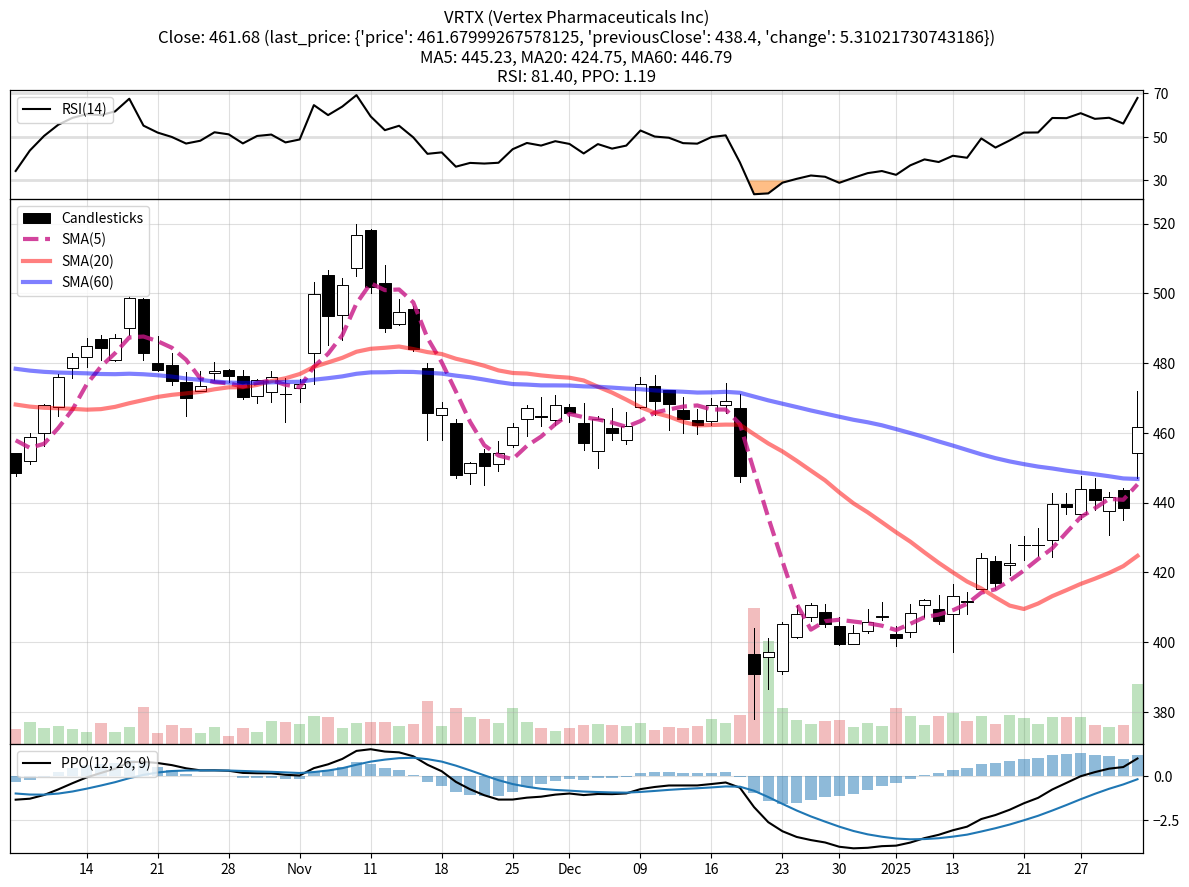 VRTX (Vertex Pharmaceuticals Inc)
Close: 461.68 (last_price: {'price': 461.67999267578125, 'previousClose': 438.4, 'change': 5.31021730743186})
MA5: 445.23, MA20: 424.75, MA60: 446.79
RSI: 81.40, PPO: 1.19
RSI(14)
70
50
30
Candlesticks
SMA(5)
SMA(20)
SMA(60)
520
500
480
460
440
420
400
380
PPO(12, 26, 9)
0.0
−2.5
14 21 28 Nov 11 18 25 Dec 09 16 23 30 2025 13 21 27